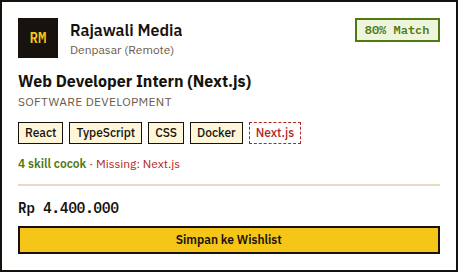 RM
Rajawali Media
Denpasar (Remote)
80% Match
Web Developer Intern (Next.js)
SOFTWARE DEVELOPMENT
React
TypeScript
CSS
Docker
Next.js
4 skill cocok · Missing: Next.js
Rp 4.400.000
Simpan ke Wishlist